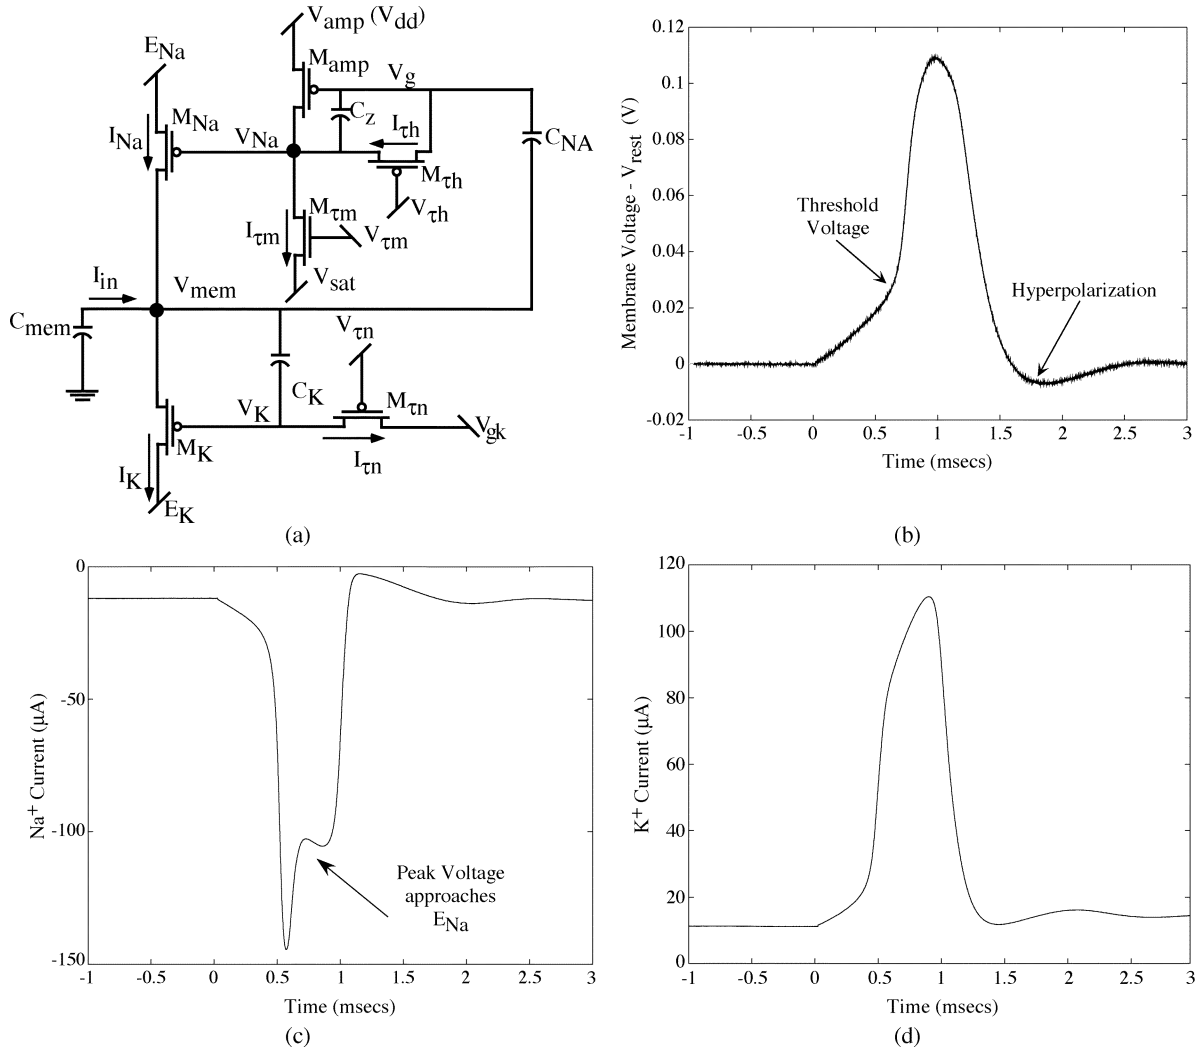 V_amp (V_dd)
E_Na
M_amp
V_g
I_Na
M_Na
V_Na
C_z
I_τh
C_NA
M_τh
V_τh
I_τm
M_τm
V_τm
V_sat
I_in
V_mem
C_mem
V_τn
C_K
V_K
M_τn
V_gk
I_τn
M_K
I_K
E_K
(a)
Membrane Voltage - V_rest (V)
0.12
0.1
0.08
0.06
0.04
0.02
0
-0.02
Threshold
Voltage
Hyperpolarization
-1 -0.5 0 0.5 1 1.5 2 2.5 3
Time (msecs)
(b)
Na+ Current (μA)
0
-50
-100
-150
Peak Voltage
approaches
E_Na
-1 -0.5 0 0.5 1 1.5 2 2.5 3
Time (msecs)
(c)
K+ Current (μA)
120
100
80
60
40
20
0
-1 -0.5 0 0.5 1 1.5 2 2.5 3
Time (msecs)
(d)